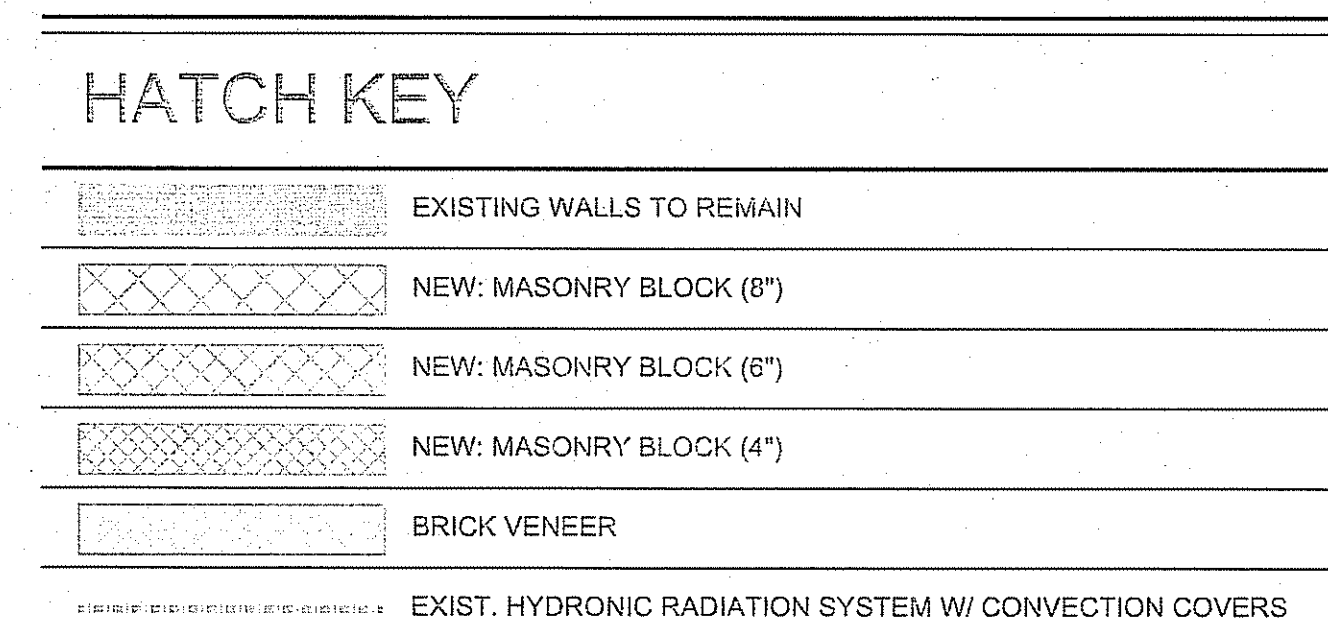 HATCH KEY
EXISTING WALLS TO REMAIN
NEW: MASONRY BLOCK (8")
NEW: MASONRY BLOCK (6")
NEW: MASONRY BLOCK (4")
BRICK VENEER
EXIST. HYDRONIC RADIATION SYSTEM W/ CONVECTION COVERS